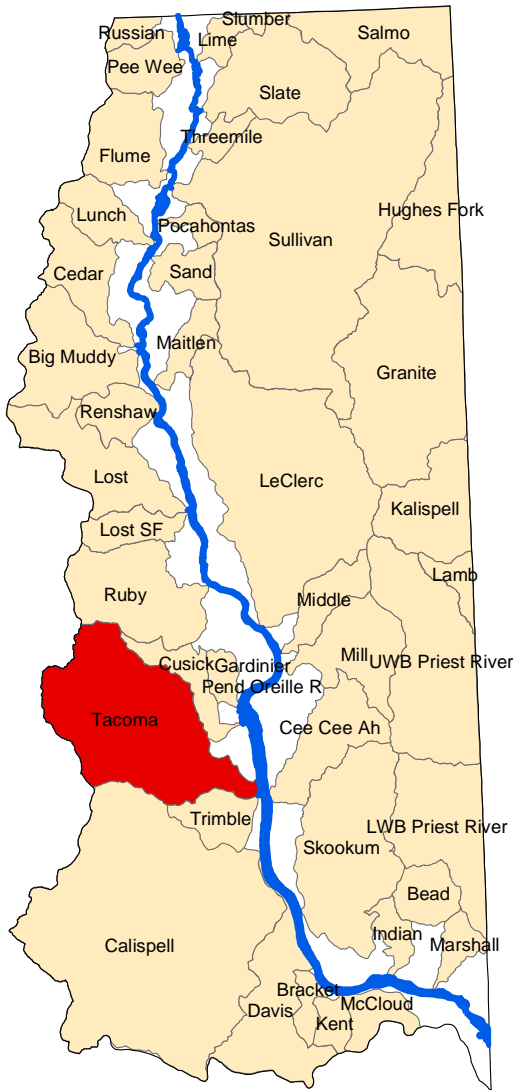 Slumber
Russian
Lime
Salmo
Pee Wee
Slate
Threemile
Flume
Lunch
Hughes Fork
Pocahontas
Sullivan
Cedar
Sand
Maitlen
Big Muddy
Granite
Renshaw
Lost
LeClerc
Kalispell
Lost SF
Lamb
Ruby
Middle
Cusick
Gardinier
Mill
UWB Priest River
Pend Oreille R
Tacoma
Cee Cee Ah
Trimble
LWB Priest River
Skookum
Bead
Indian
Marshall
Calispell
Bracket
McCloud
Davis
Kent